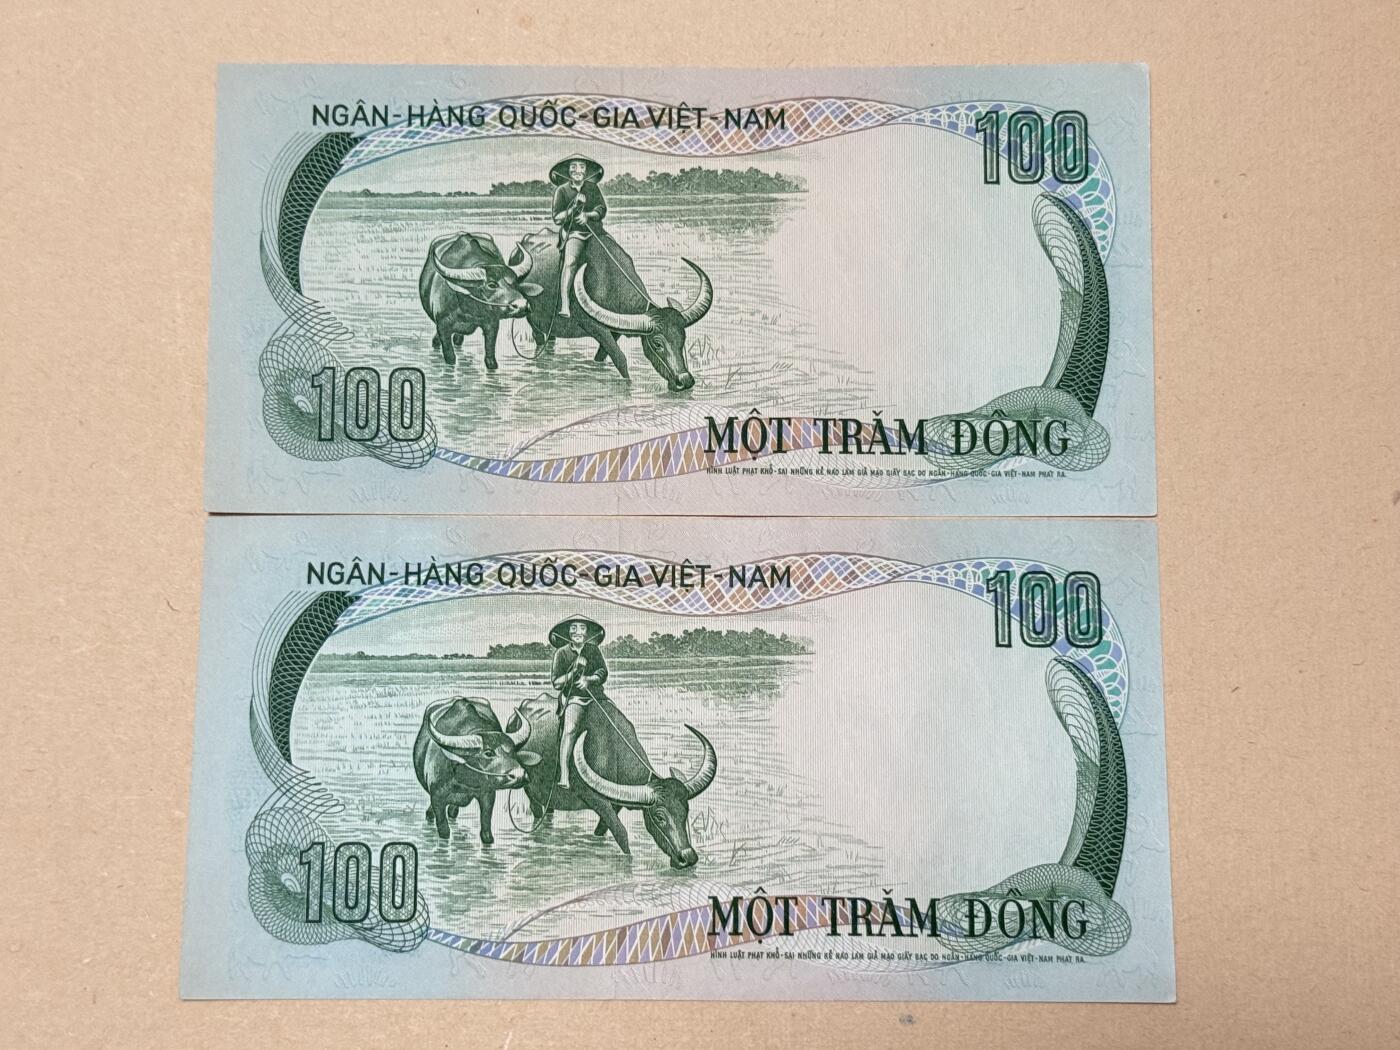 NGÂN-HÀNG QUỐC-GIA VIỆT-NAM
100
100
MỘT TRĂM ĐỒNG
HÌNH LUẬT PHẠT KHỔ-SAI NHỮNG KẺ NÀO LÀM GIẢ MẠO GIẤY BẠC DO NGÂN-HÀNG QUỐC-GIA VIỆT-NAM PHÁT RA.
NGÂN-HÀNG QUỐC-GIA VIỆT-NAM
100
100
MỘT TRĂM ĐỒNG
HÌNH LUẬT PHẠT KHỔ-SAI NHỮNG KẺ NÀO LÀM GIẢ MẠO GIẤY BẠC DO NGÂN-HÀNG QUỐC-GIA VIỆT-NAM PHÁT RA.